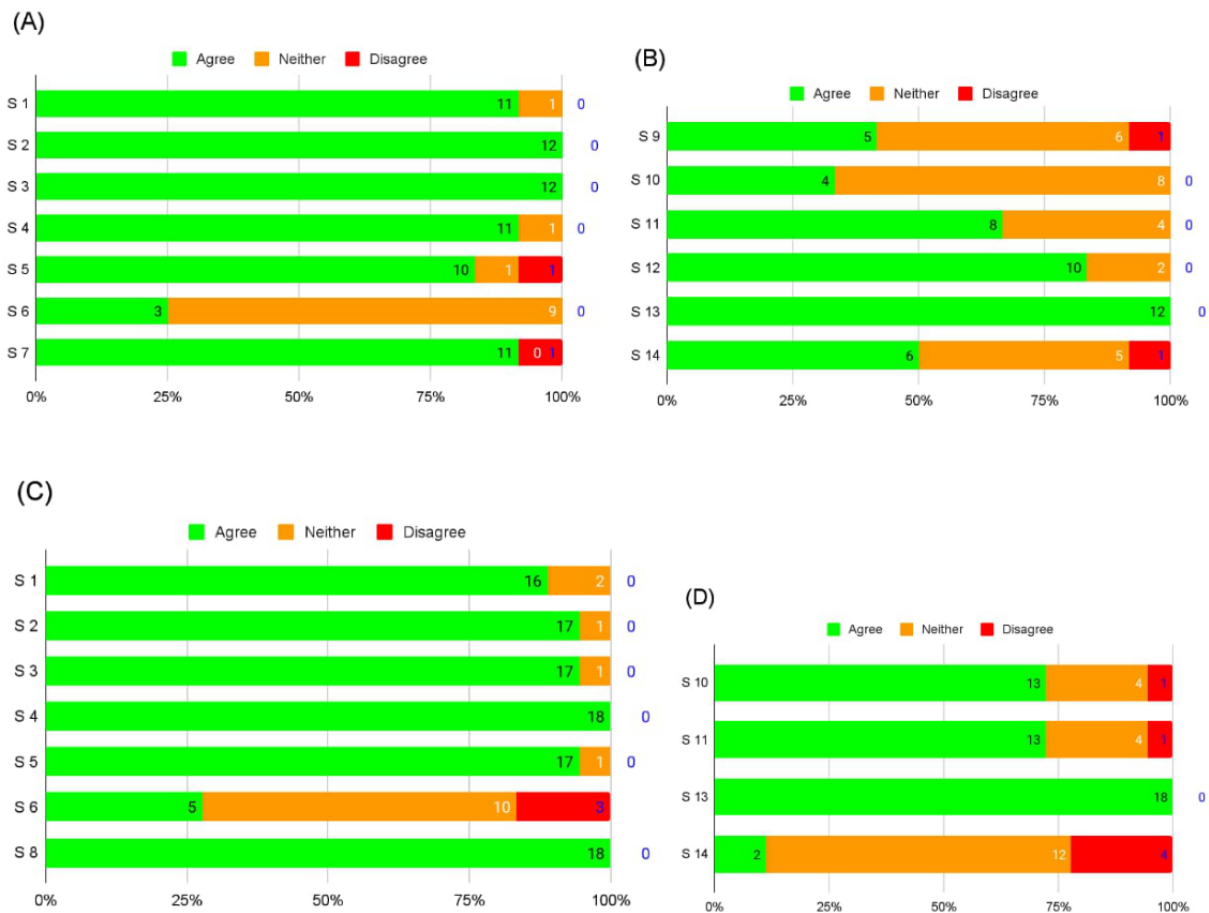 (A)
Agree Neither Disagree
S 1 11 1 0
S 2 12 0
S 3 12 0
S 4 11 1 0
S 5 10 1 1
S 6 3 9 0
S 7 11 0 1
0% 25% 50% 75% 100%
(B)
Agree Neither Disagree
S 9 5 6 1
S 10 4 8 0
S 11 8 4 0
S 12 10 2 0
S 13 12 0
S 14 6 5 1
0% 25% 50% 75% 100%
(C)
Agree Neither Disagree
S 1 16 2 0
S 2 17 1 0
S 3 17 1 0
S 4 18 0
S 5 17 1 0
S 6 5 10 3
S 8 18 0
0% 25% 50% 75% 100%
(D)
Agree Neither Disagree
S 10 13 4 1
S 11 13 4 1
S 13 18 0
S 14 2 12 4
0% 25% 50% 75% 100%